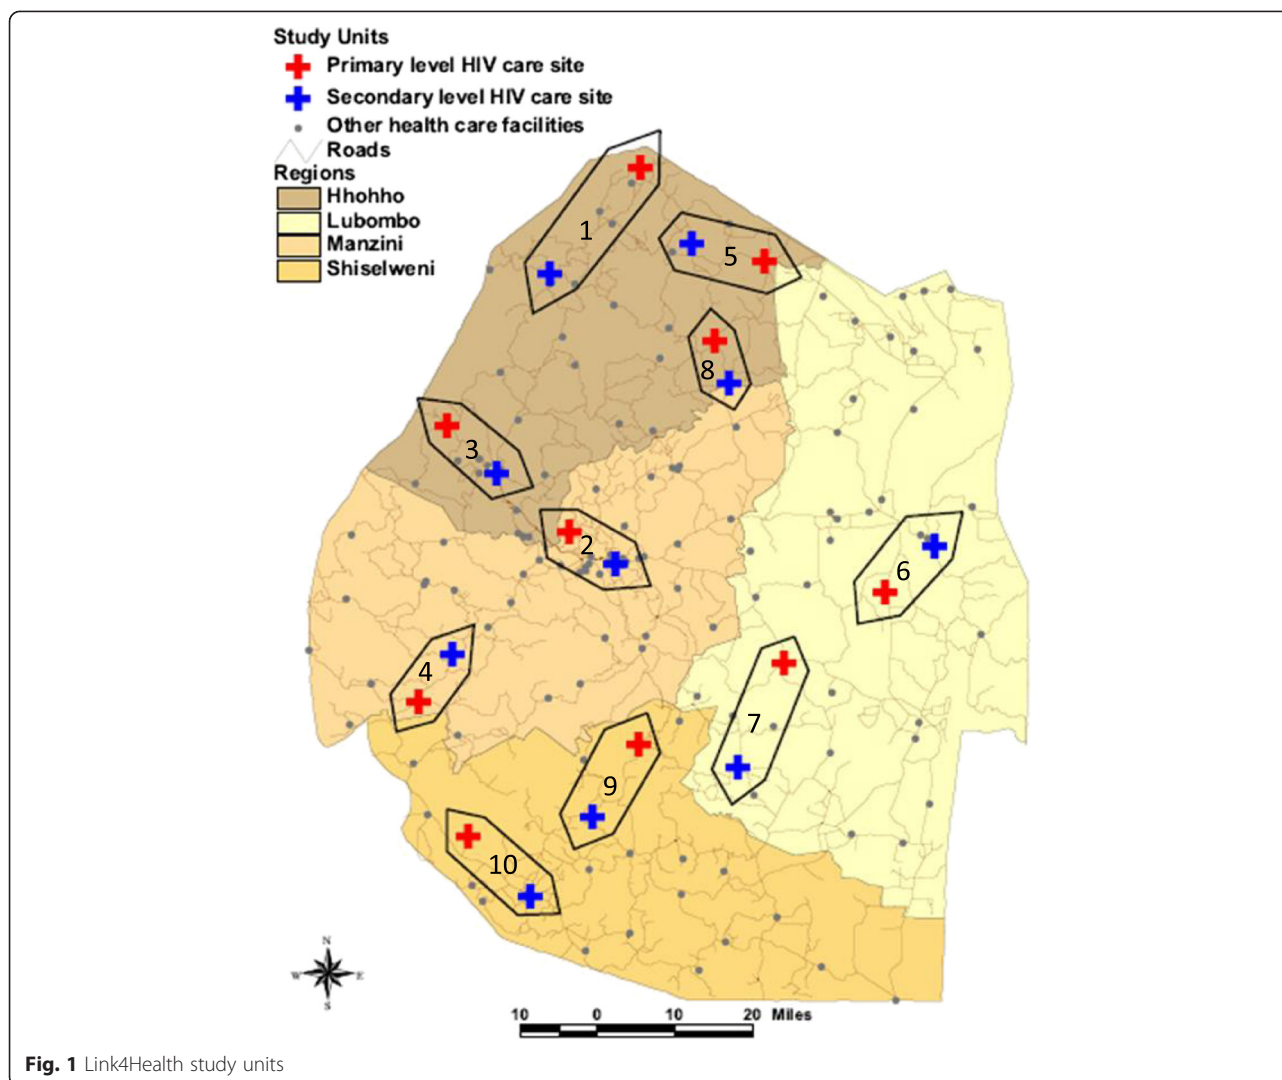 Study Units
Primary level HIV care site
Secondary level HIV care site
Other health care facilities
Roads
Regions
Hhohho
Lubombo
Manzini
Shiselweni
1
5
8
3
2
6
4
7
9
10
N
W E
S
10 0 10 20 Miles
Fig. 1 Link4Health study units